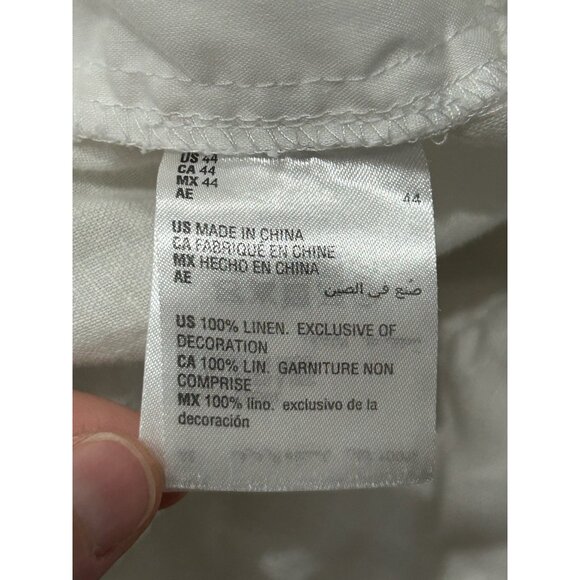 US 44
CA 44
MX 44
AE 44
US MADE IN CHINA
CA FABRIQUÉ EN CHINE
MX HECHO EN CHINA
AE صنع في الصين
US 100% LINEN. EXCLUSIVE OF
DECORATION
CA 100% LIN. GARNITURE NON
COMPRISE
MX 100% lino. exclusivo de la
decoración